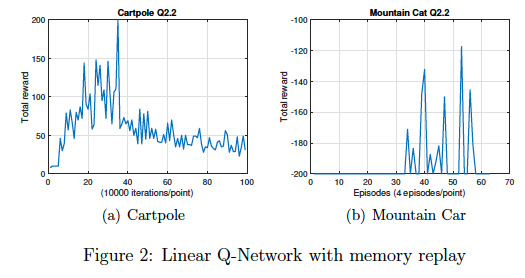 Cartpole Q2.2
200
150
100
50
0
Total reward
0 20 40 60 80 100
(10000 iterations/point)
(a) Cartpole
Mountain Cat Q2.2
-100
-120
-140
-160
-180
-200
Total reward
0 10 20 30 40 50 60 70
Episodes (4 episodes/point)
(b) Mountain Car
Figure 2: Linear Q-Network with memory replay